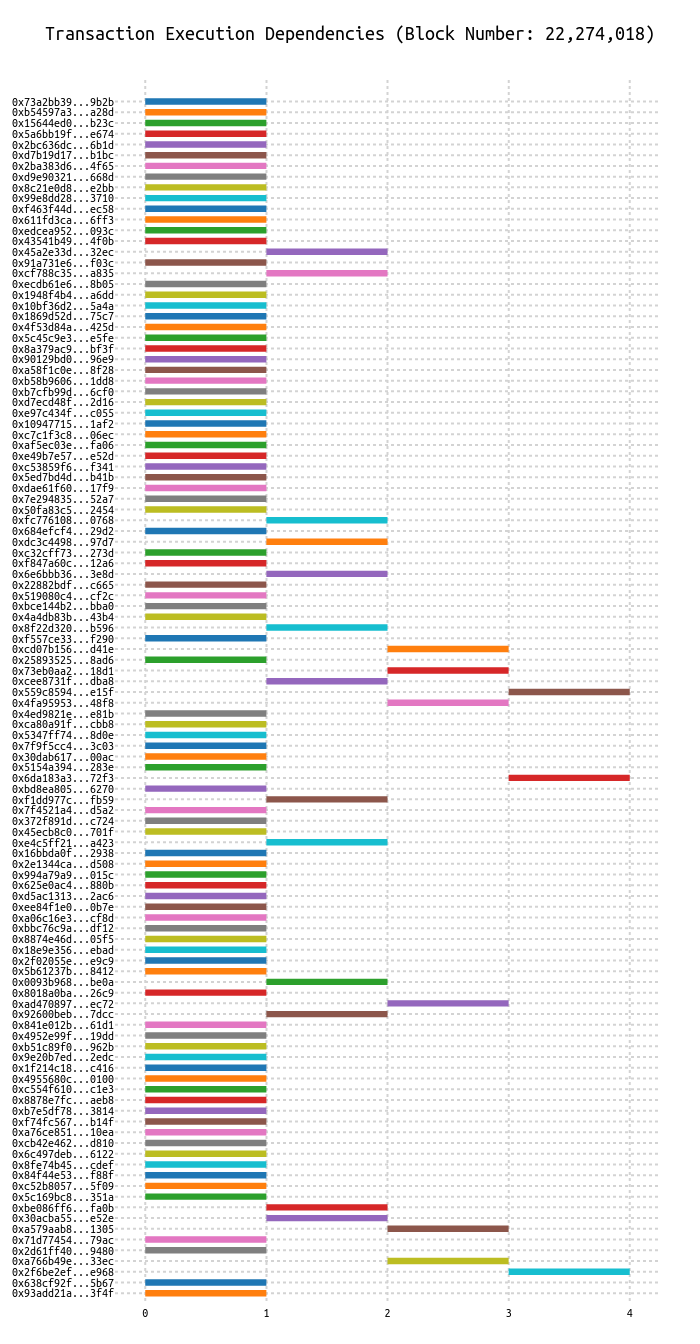 Transaction Execution Dependencies (Block Number: 22,274,018)
0x73a2bb39...9b2b
0xb54597a3...a28d
0x15644ed0...b23c
0x5a6bb19f...e674
0x2bc636dc...6b1d
0xd7b19d17...b1bc
0x2ba383d6...4f65
0xd9e90321...668d
0x8c21e0d8...e2bb
0x99e8dd28...3710
0xf463f44d...ec58
0x611fd3ca...6ff3
0xedcea952...093c
0x43541b49...4f0b
0x45a2e33d...32ec
0x91a731e6...f03c
0xcf788c35...a835
0xecdb61e6...8b05
0x1948f4b4...a6dd
0x10bf36d2...5a4a
0x1869d52d...75c7
0x4f53d84a...425d
0x5c45c9e3...e5fe
0x8a379ac9...bf3f
0x90129bd0...96e9
0xa58f1c0e...8f28
0xb58b9606...1dd8
0xb7cfb99d...6cf0
0xd7ecd48f...2d16
0xe97c434f...c055
0x10947715...1af2
0xc7c1f3c8...06ec
0xaf5ec03e...fa06
0xe49b7e57...e52d
0xc53859f6...f341
0x5ed7bd4d...b41b
0xdae61f60...17f9
0x7e294835...52a7
0x50fa83c5...2454
0xfc776108...0768
0x684efcf4...29d2
0xdc3c4498...97d7
0xc32cff73...273d
0xf847a60c...12a6
0x6e6bbb36...3e8d
0x22882bdf...c665
0x519080c4...cf2c
0xbce144b2...bba0
0x4a4db83b...43b4
0x8f22d320...b596
0xf557ce33...f290
0xcd07b156...d41e
0x25893525...8ad6
0x73eb0aa2...18d1
0xcee8731f...dba8
0x559c8594...e15f
0x4fa95953...48f8
0x4ed9821e...e81b
0xca80a91f...cbb8
0x5347ff74...8d0e
0x7f9f5cc4...3c03
0x30dab617...00ac
0x5154a394...283e
0x6da183a3...72f3
0xbd8ea805...6270
0xf1dd977c...fb59
0x7f4521a4...d5a2
0x372f891d...c724
0x45ecb8c0...701f
0xe4c5ff21...a423
0x16bbda0f...2938
0x2e1344ca...d508
0x994a79a9...015c
0x625e0ac4...880b
0xd5ac1313...2ac6
0xee84f1e0...0b7e
0xa06c16e3...cf8d
0xbbc76c9a...df12
0x8874e46d...05f5
0x18e9e356...ebad
0x2f02055e...e9c9
0x5b61237b...8412
0x0093b968...be0a
0x8018a0ba...26c9
0xad470897...ec72
0x92600beb...7dcc
0x841e012b...61d1
0x4952e99f...19dd
0xb51c89f0...962b
0x9e20b7ed...2edc
0x1f214c18...c416
0x4955680c...0100
0xc554f610...c1e3
0x8878e7fc...aeb8
0xb7e5df78...3814
0xf74fc567...b14f
0xa76ce851...10ea
0xcb42e462...d810
0x6c497deb...6122
0x8fe74b45...cdef
0x84f44e53...f88f
0xc52b8057...5f09
0x5c169bc8...351a
0xbe086ff6...fa0b
0x30acba55...e52e
0xa579aab8...1305
0x71d77454...79ac
0x2d61ff40...9480
0xa766b49e...33ec
0x2f6be2ef...e968
0x638cf92f...5b67
0x93add21a...3f4f
0 1 2 3 4